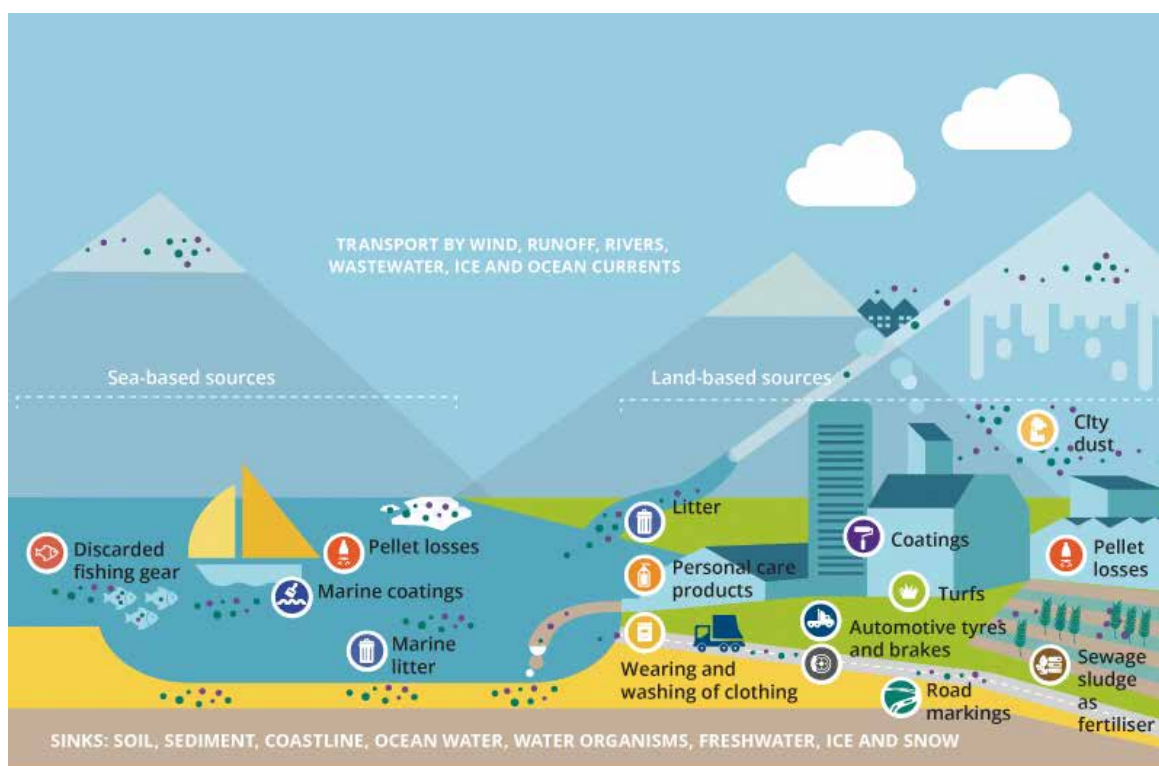 TRANSPORT BY WIND, RUNOFF, RIVERS,
WASTEWATER, ICE AND OCEAN CURRENTS
Sea-based sources
Land-based sources
City
dust
Litter
Discarded
fishing gear
Pellet losses
Coatings
Pellet
losses
Personal care
products
Marine coatings
Turfs
Automotive tyres
and brakes
Marine
litter
Wearing and
washing of clothing
Sewage
sludge
as
fertiliser
Road
markings
SINKS: SOIL, SEDIMENT, COASTLINE, OCEAN WATER, WATER ORGANISMS, FRESHWATER, ICE AND SNOW